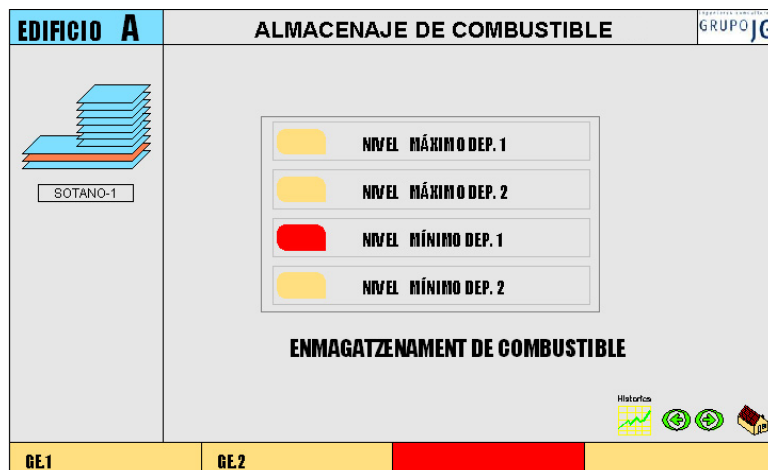 EDIFICIO A
ALMACENAJE DE COMBUSTIBLE
GRUPO JG
SOTANO-1
NIVEL MÁXIMO DEP. 1
NIVEL MÁXIMO DEP. 2
NIVEL MÍNIMO DEP. 1
NIVEL MÍNIMO DEP. 2
ENMAGATZENAMENT DE COMBUSTIBLE
Historics
GE.1
GE.2